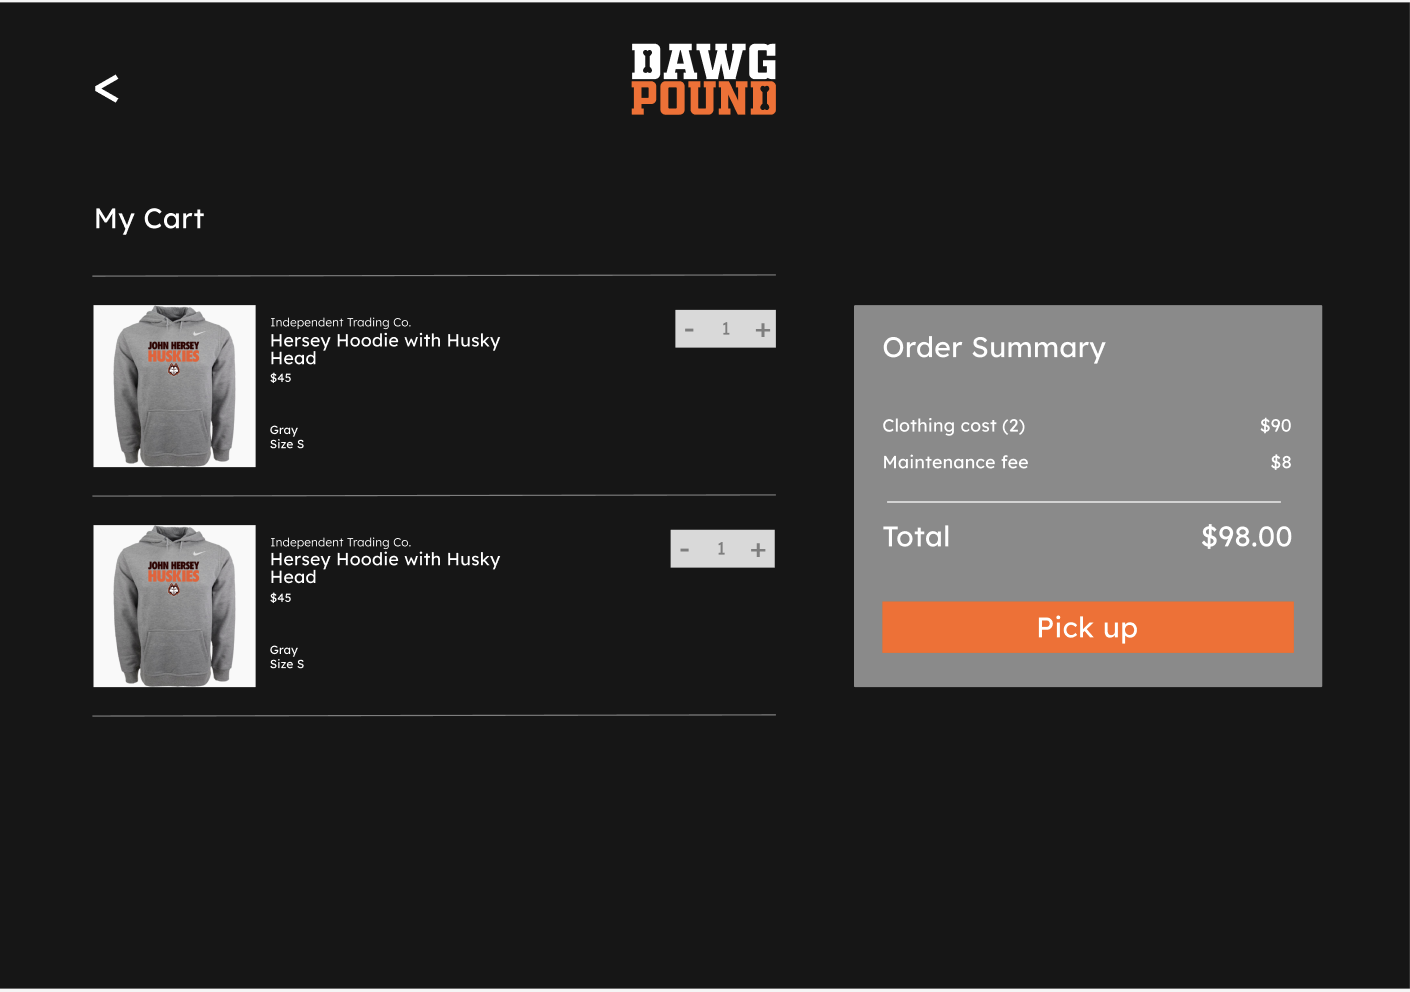 <
DAWG
POUND
My Cart
Independent Trading Co.
Hersey Hoodie with Husky
Head
$45
Gray
Size S
- 1 +
JOHN HERSEY
HUSKIES
Independent Trading Co.
Hersey Hoodie with Husky
Head
$45
Gray
Size S
- 1 +
JOHN HERSEY
HUSKIES
Order Summary
Clothing cost (2) $90
Maintenance fee $8
Total $98.00
Pick up